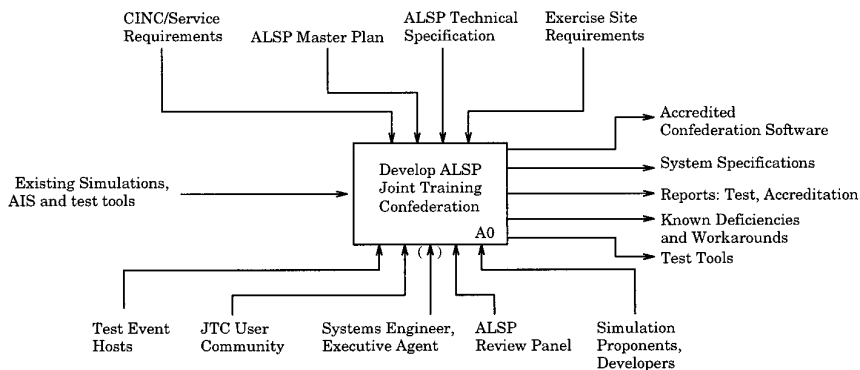 CINC/Service
Requirements
ALSP Master Plan
ALSP Technical
Specification
Exercise Site
Requirements
Existing Simulations,
AIS and test tools
Develop ALSP
Joint Training
Confederation
A0
( )
Accredited
Confederation Software
System Specifications
Reports: Test, Accreditation
Known Deficiencies
and Workarounds
Test Tools
Test Event
Hosts
JTC User
Community
Systems Engineer,
Executive Agent
ALSP
Review Panel
Simulation
Proponents,
Developers